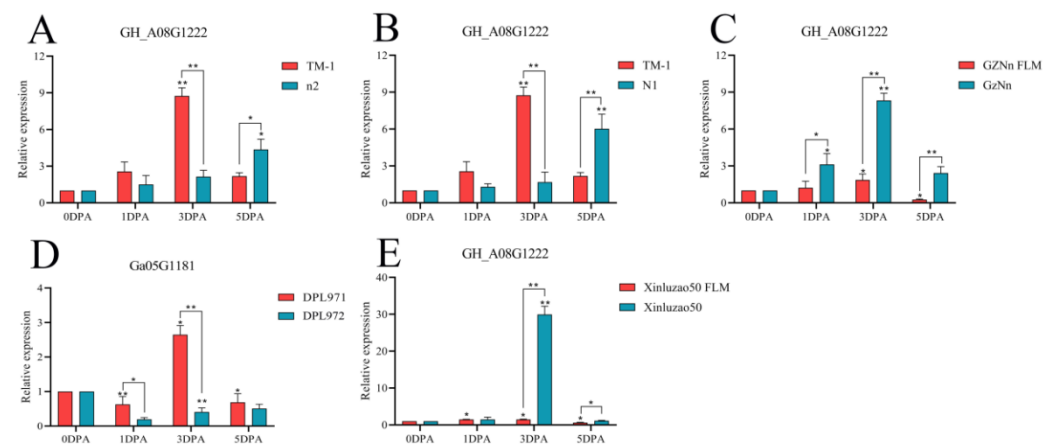 A
GH_A08G1222
Relative expression
12
9
6
3
0
**
**
*
*
0DPA 1DPA 3DPA 5DPA
TM-1
n2
B
GH_A08G1222
Relative expression
12
9
6
3
0
**
**
**
**
0DPA 1DPA 3DPA 5DPA
TM-1
N1
C
GH_A08G1222
Relative expression
12
9
6
3
0
*
*
**
**
*
**
*
0DPA 1DPA 3DPA 5DPA
GZNn FLM
GzNn
D
Ga05G1181
Relative expression
4
3
2
1
0
*
**
**
*
**
*
0DPA 1DPA 3DPA 5DPA
DPL971
DPL972
E
GH_A08G1222
Relative expression
40
30
20
10
0
*
**
**
*
*
*
0DPA 1DPA 3DPA 5DPA
Xinluzao50 FLM
Xinluzao50